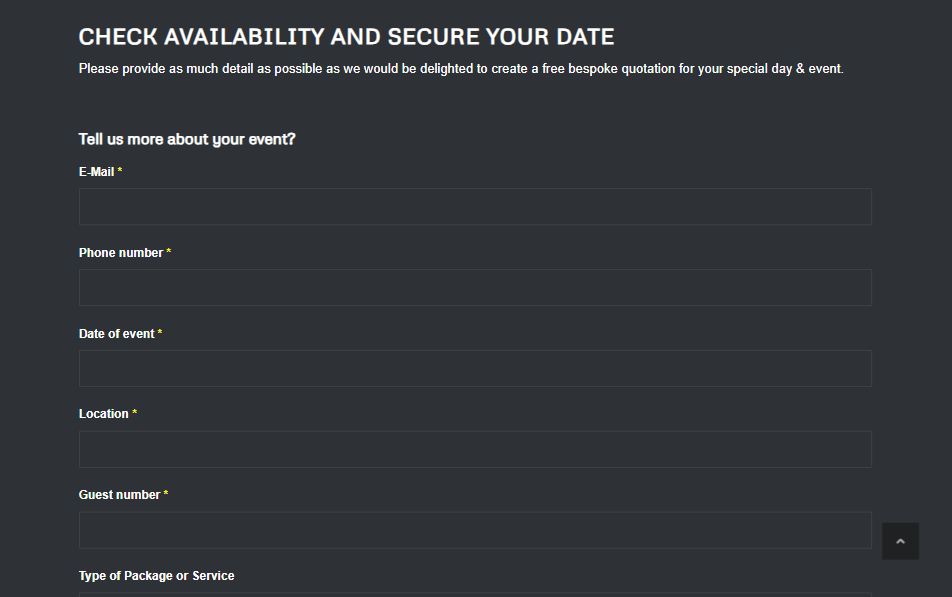 CHECK AVAILABILITY AND SECURE YOUR DATE
Please provide as much detail as possible as we would be delighted to create a free bespoke quotation for your special day & event.
Tell us more about your event?
E-Mail *
Phone number *
Date of event *
Location *
Guest number *
Type of Package or Service